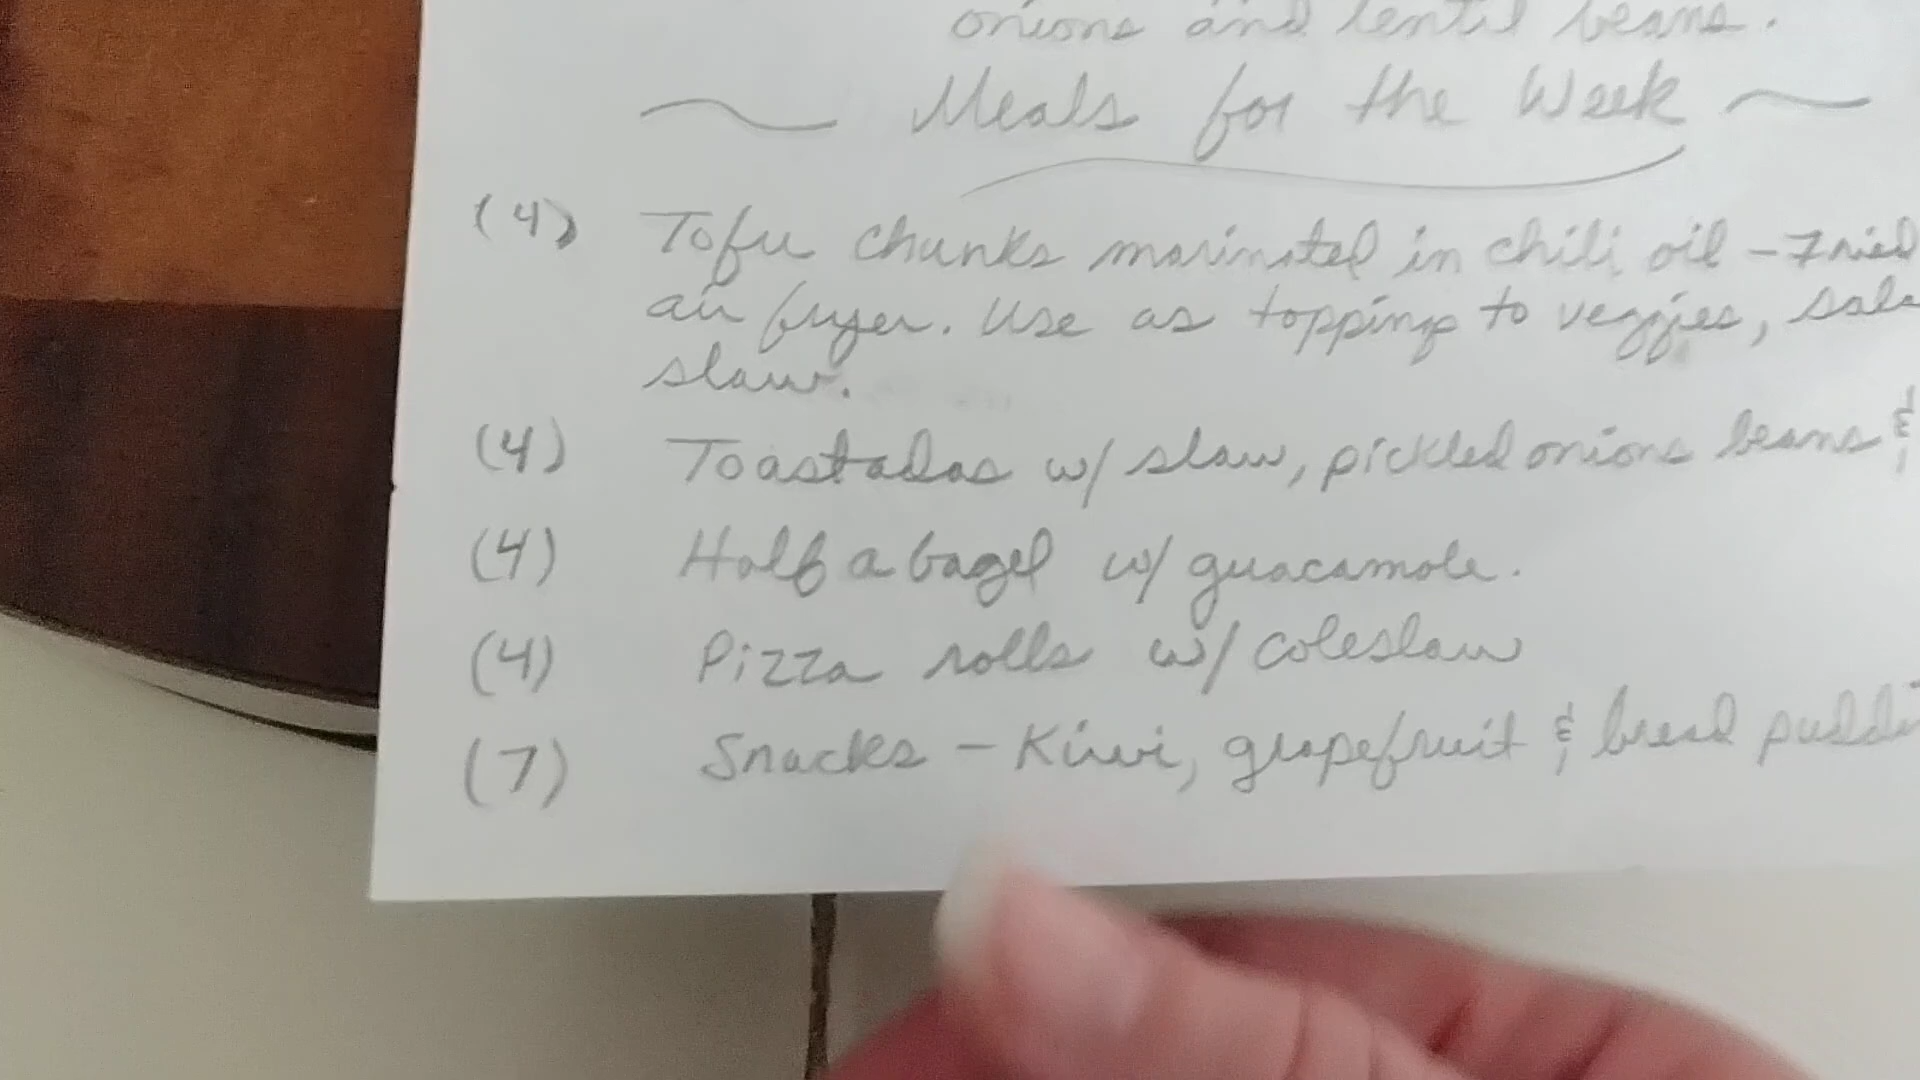 onions and lentil beans.
~ Meals for the Week ~
(4) Tofu chunks marinated in chili oil - Fried
air fryer. Use as topping to veggies,
slaw.
(4) Toastadas w/ slaw, pickled onions beans &
(4) Half a bagel w/ guacamole.
(4) Pizza rolls w/ coleslaw
(7) Snacks - Kiwi, grapefruit & bread